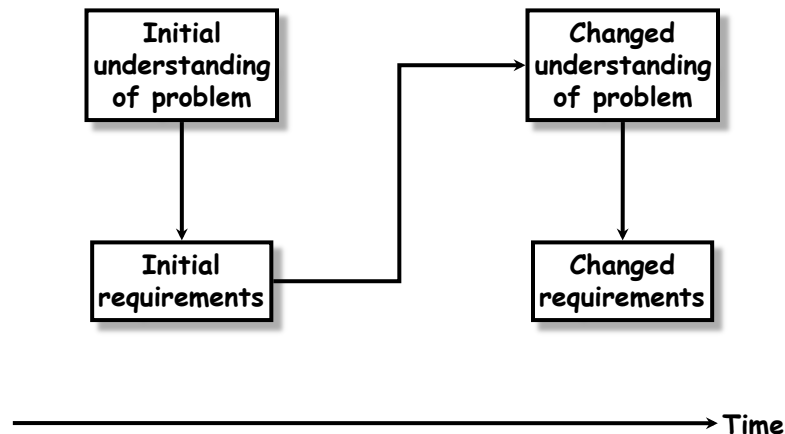 Initial
understanding
of problem
Changed
understanding
of problem
Initial
requirements
Changed
requirements
Time